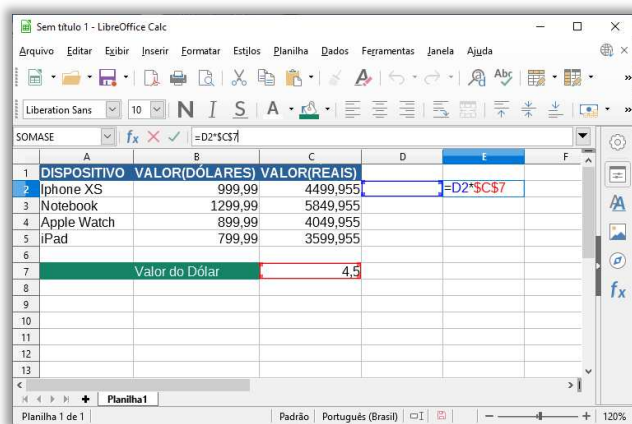 Sem título 1 - LibreOffice Calc
Arquivo Editar Exibir Inserir Formatar Estilos Planilha Dados Ferramentas Janela Ajuda
Liberation Sans 10 N I S A
SOMASE fx =D2*$C$7
A B C D E F
1 DISPOSITIVO VALOR(DÓLARES) VALOR(REAIS)
2 Iphone XS 999,99 4499,955 =D2*$C$7
3 Notebook 1299,99 5849,955
4 Apple Watch 899,99 4049,955
5 iPad 799,99 3599,955
6
7 Valor do Dólar 4,5
8
9
10
11
12
13
Planilha1
Planilha 1 de 1 Padrão Português (Brasil) 120%